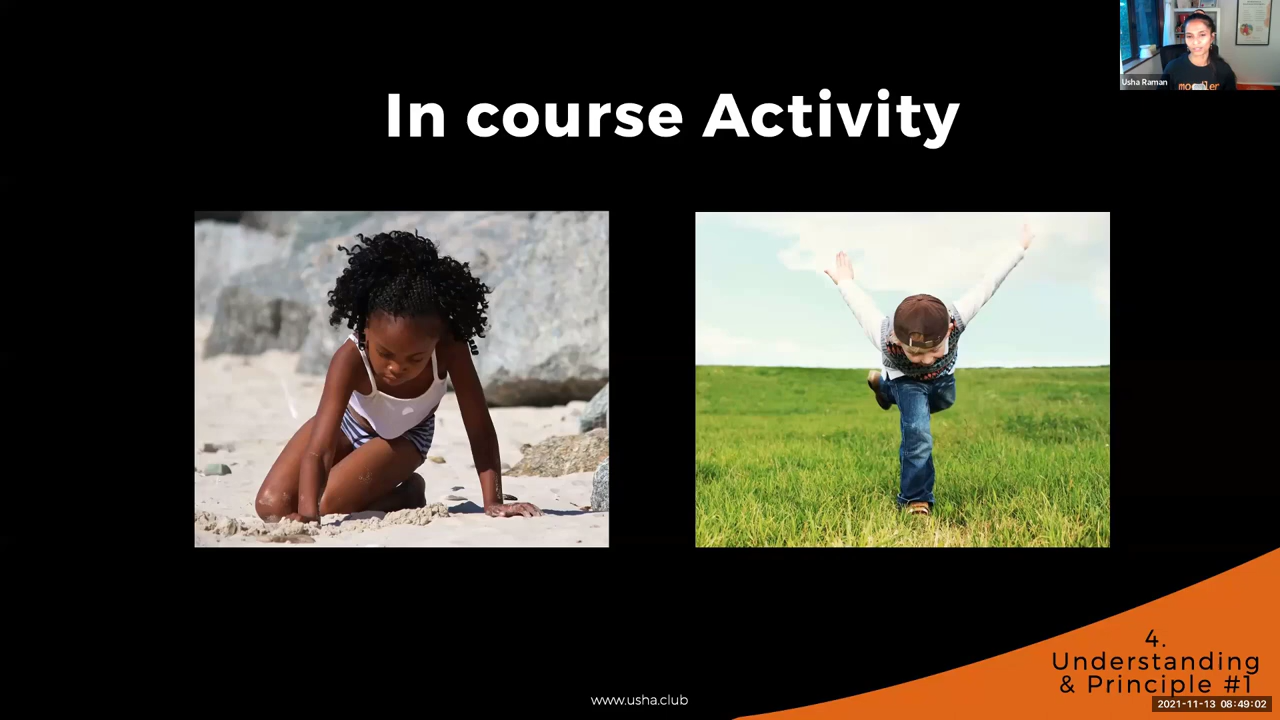 In course Activity
Usha Raman
4.
Understanding
& Principle #1
www.usha.club
2021-11-13 08:49:02